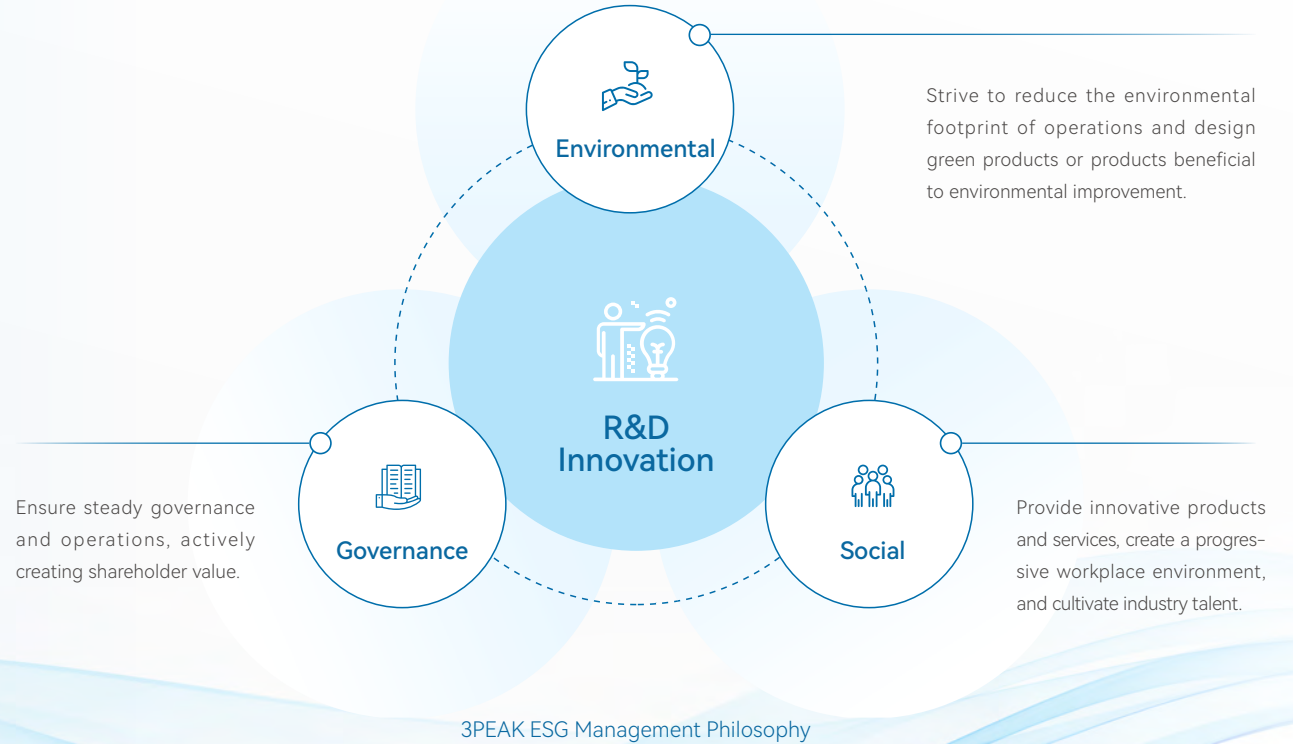 Environmental
Strive to reduce the environmental
footprint of operations and design
green products or products beneficial
to environmental improvement.
R&D
Innovation
Governance
Ensure steady governance
and operations, actively
creating shareholder value.
Social
Provide innovative products
and services, create a progres-
sive workplace environment,
and cultivate industry talent.
3PEAK ESG Management Philosophy